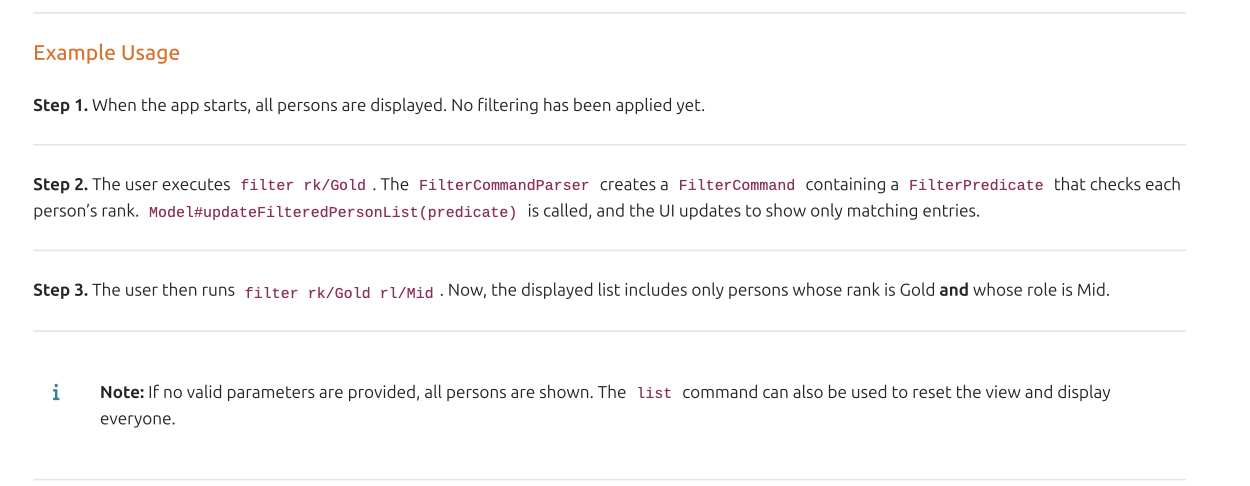 Example Usage
Step 1. When the app starts, all persons are displayed. No filtering has been applied yet.
Step 2. The user executes filter rk/Gold . The FilterCommandParser creates a FilterCommand containing a FilterPredicate that checks each
person’s rank. Model#updateFilteredPersonList(predicate) is called, and the UI updates to show only matching entries.
Step 3. The user then runs filter rk/Gold rl/Mid . Now, the displayed list includes only persons whose rank is Gold and whose role is Mid.
i Note: If no valid parameters are provided, all persons are shown. The list command can also be used to reset the view and display
everyone.